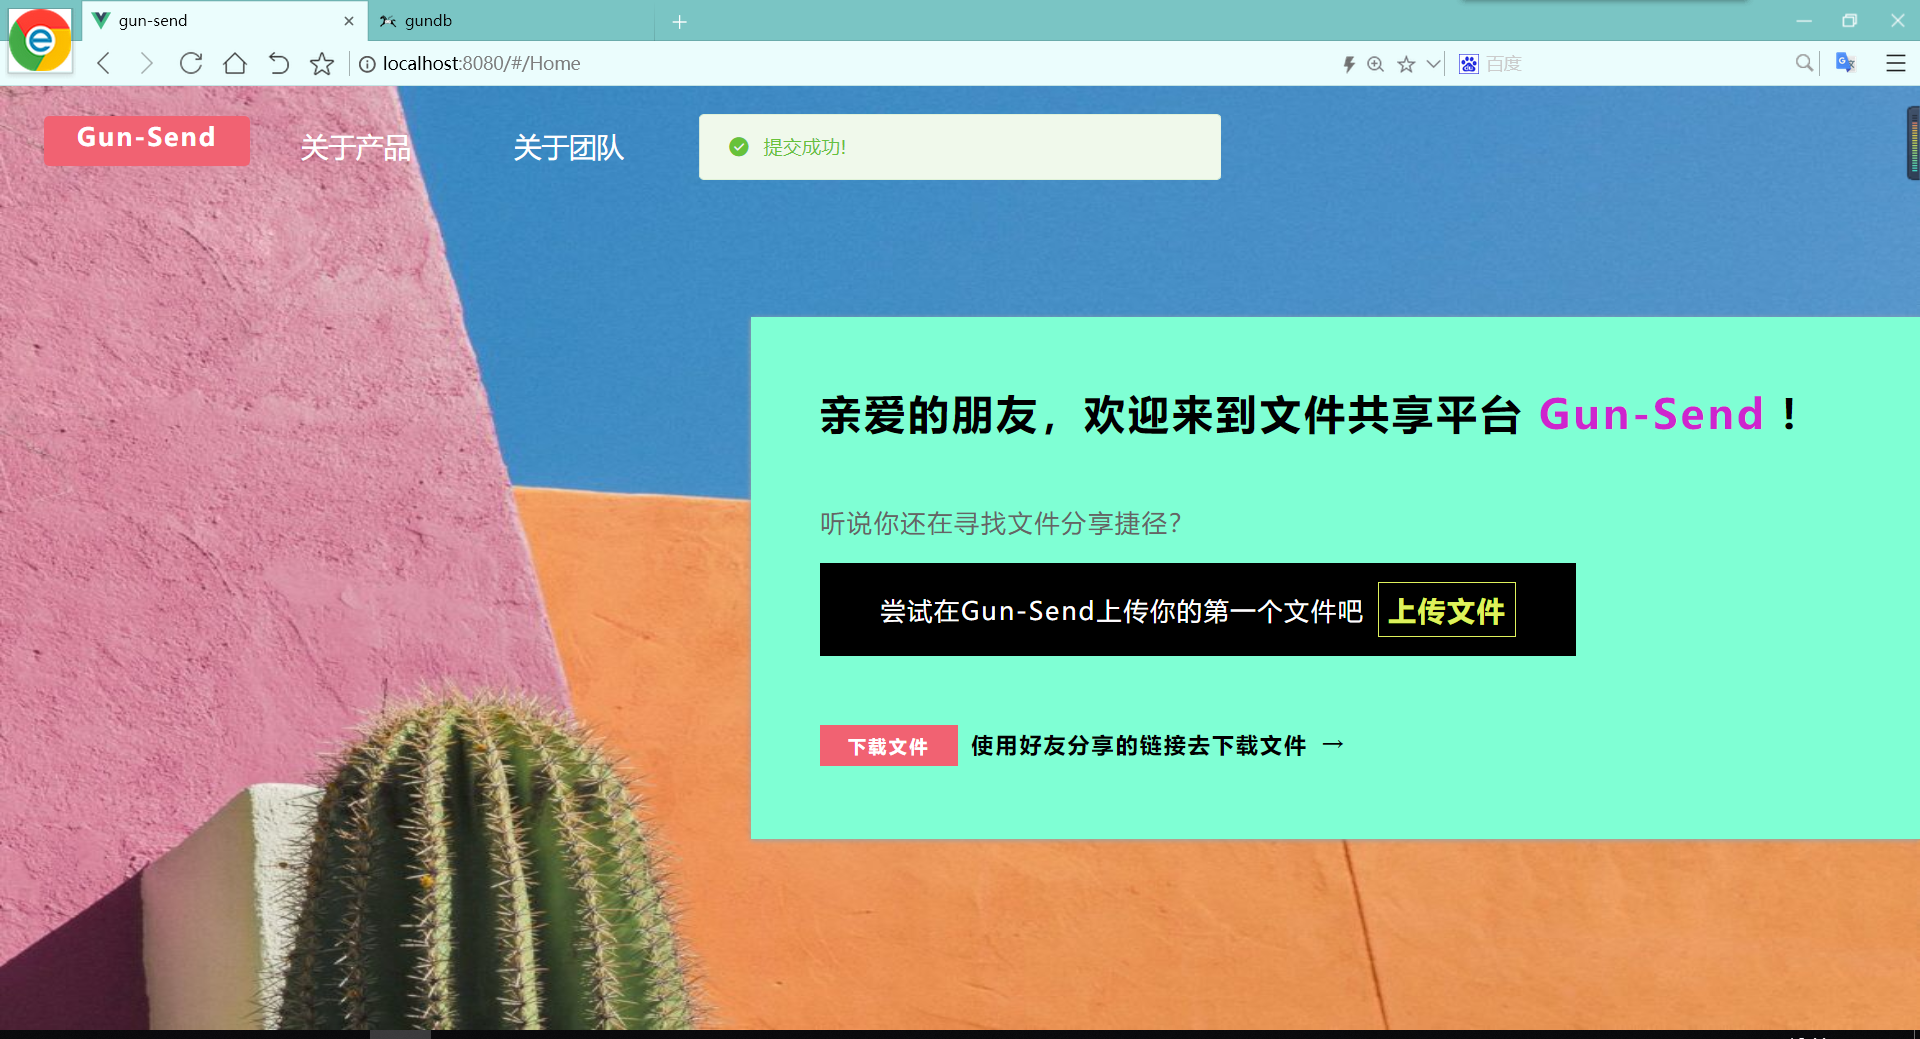 gun-send
gundb
localhost:8080/#/Home
百度
Gun-Send
关于产品
关于团队
提交成功!
亲爱的朋友，欢迎来到文件共享平台 Gun-Send！
听说你还在寻找文件分享捷径？
尝试在Gun-Send上传你的第一个文件吧 上传文件
下载文件 使用好友分享的链接去下载文件 →